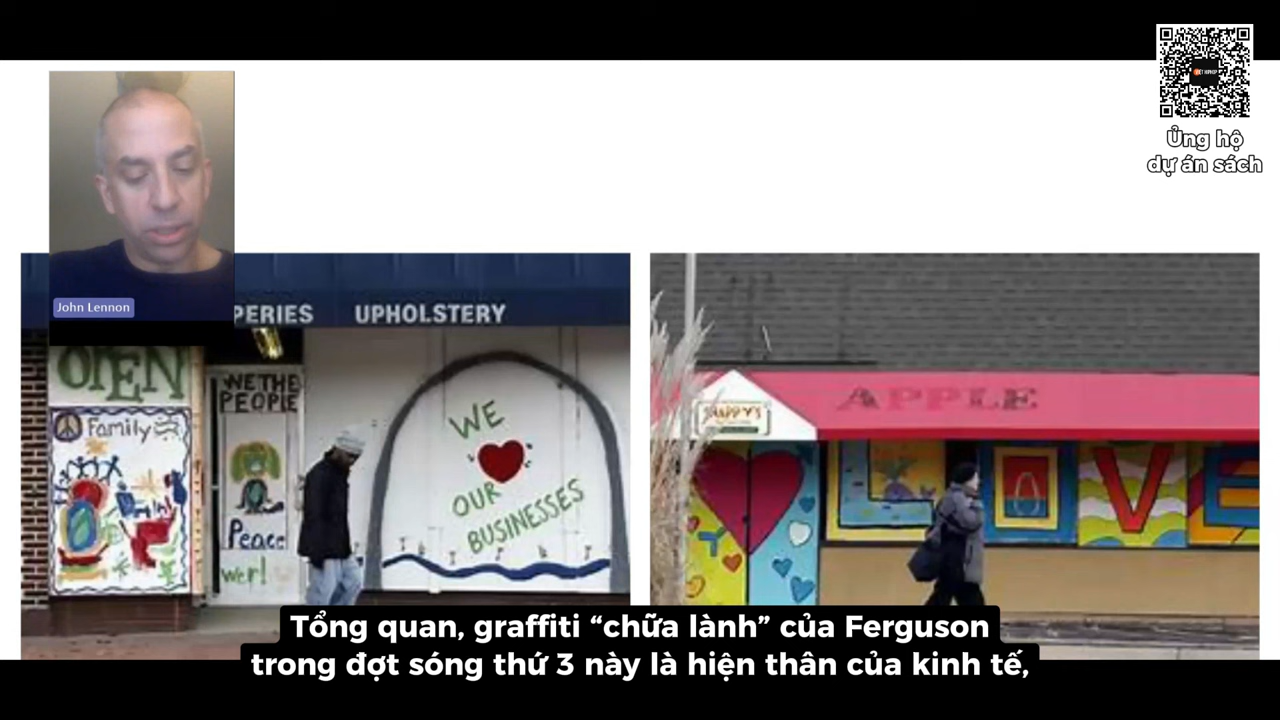 Ủng hộ
dự án sách
John Lennon
PERIES UPHOLSTERY
OPEN
WE THE
PEOPLE
Family
Peace
wer!
WE
OUR
BUSINESSES
SHAPPY'S
APPLE
LOVE
Tổng quan, graffiti “chữa lành” của Ferguson
trong đợt sóng thứ 3 này là hiện thân của kinh tế,